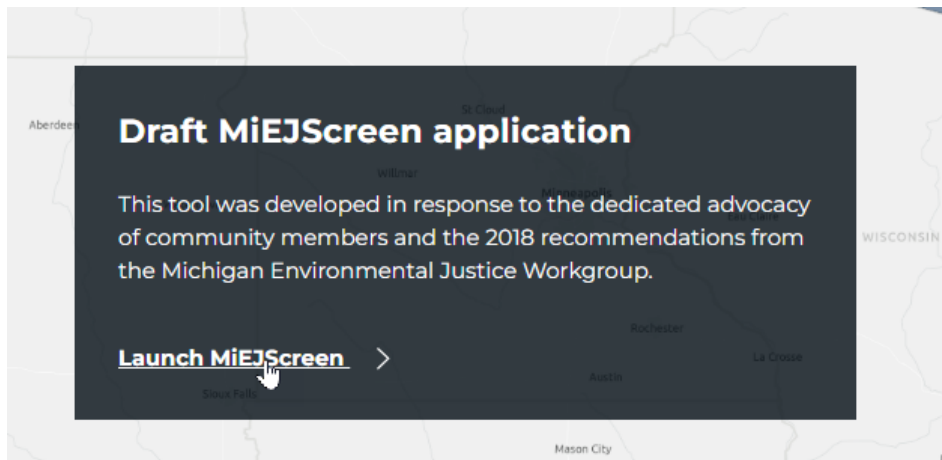 St Cloud
Aberdeen
Draft MiEJScreen application
Willmar
Minneapolis
This tool was developed in response to the dedicated advocacy
Eau Claire
of community members and the 2018 recommendations from
WISCONSIN
the Michigan Environmental Justice Workgroup.
Rochester
Launch MiEJScreen
La Crosse
Austin
Sioux Falls
Mason City